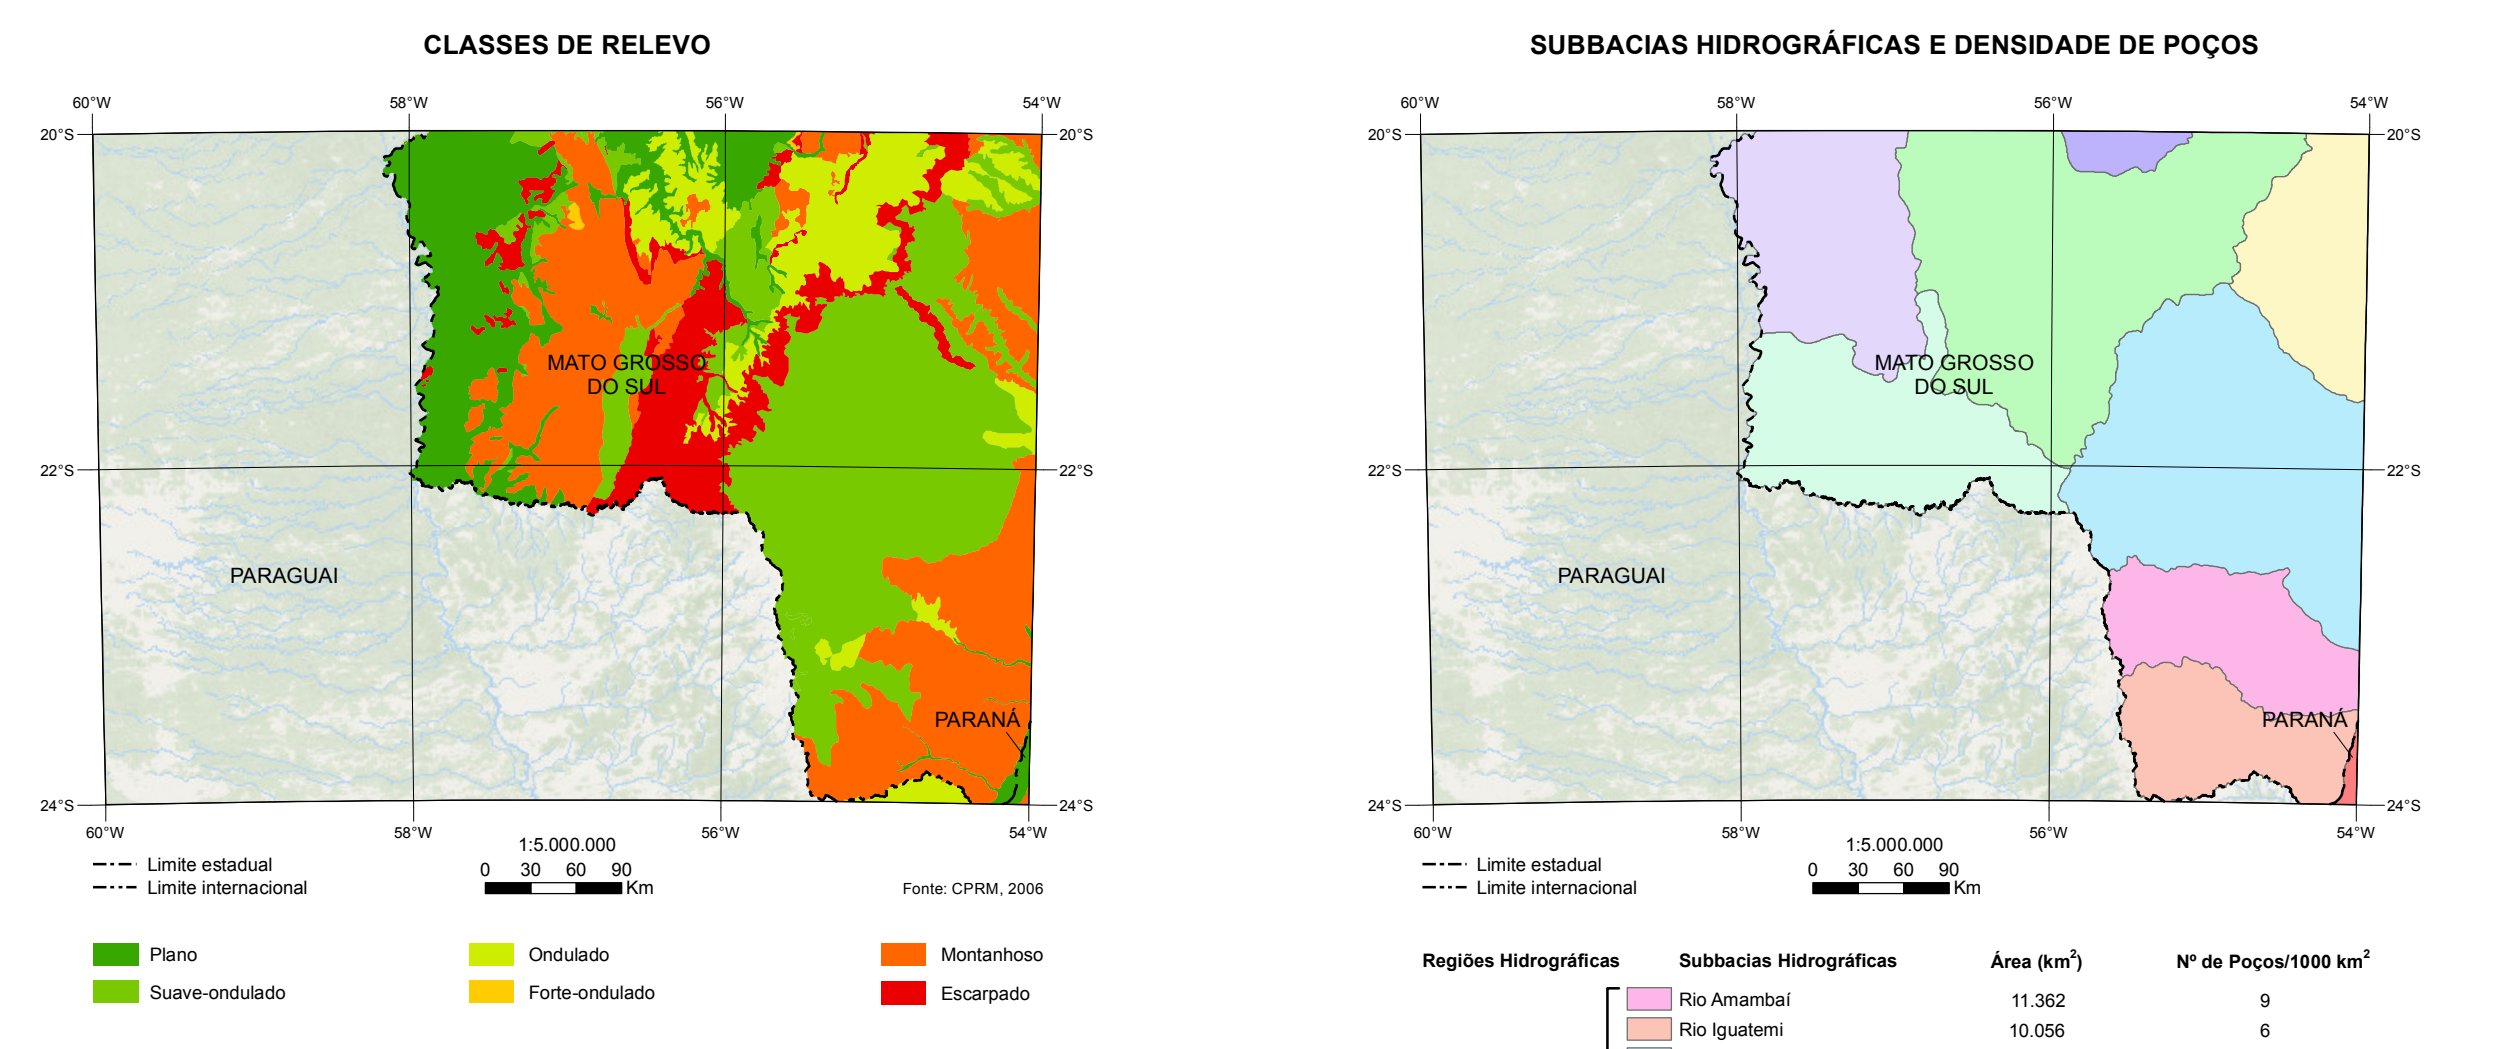 CLASSES DE RELEVO
60°W 58°W 56°W 54°W
20°S 20°S
MATO GROSSO
DO SUL
22°S 22°S
PARAGUAI
PARANÁ
24°S 24°S
60°W 58°W 56°W 54°W
1:5.000.000
Limite estadual
0 30 60 90
Km
Limite internacional
Fonte: CPRM, 2006
Plano
Ondulado
Montanhoso
Suave-ondulado
Forte-ondulado
Escarpado
SUBBACIAS HIDROGRÁFICAS E DENSIDADE DE POÇOS
60°W 58°W 56°W 54°W
20°S 20°S
MATO GROSSO
DO SUL
22°S 22°S
PARAGUAI
PARANÁ
24°S 24°S
60°W 58°W 56°W 54°W
1:5.000.000
Limite estadual
0 30 60 90
Km
Limite internacional
Regiões Hidrográficas Subbacias Hidrográficas Área (km²) Nº de Poços/1000 km²
Rio Amambaí 11.362 9
Rio Iguatemi 10.056 6